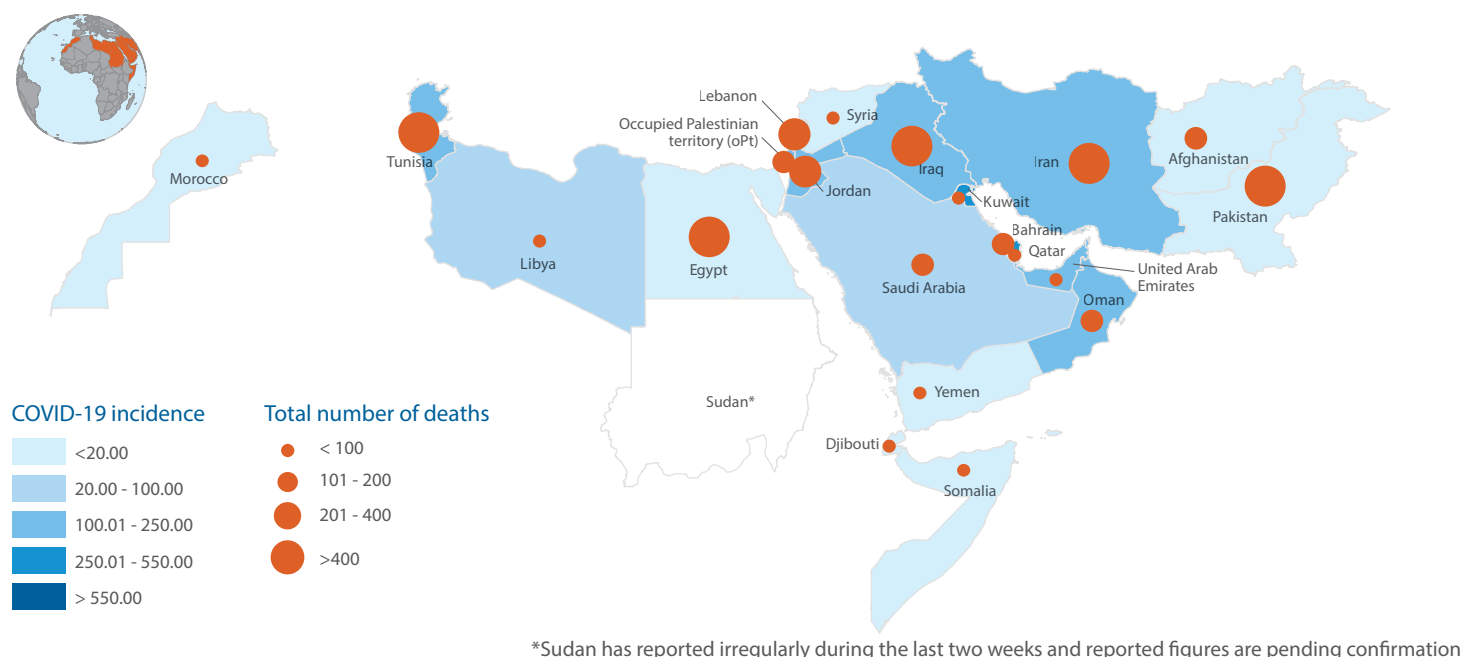 Lebanon
Syria
Occupied Palestinian
territory (oPt)
Tunisia
Iraq
Iran
Afghanistan
Morocco
Jordan
Kuwait
Pakistan
Bahrain
Qatar
Libya
Egypt
Saudi Arabia
United Arab
Emirates
Oman
Yemen
Sudan*
Djibouti
Somalia
COVID-19 incidence
<20.00
20.00 - 100.00
100.01 - 250.00
250.01 - 550.00
> 550.00
Total number of deaths
< 100
101 - 200
201 - 400
>400
*Sudan has reported irregularly during the last two weeks and reported figures are pending confirmation